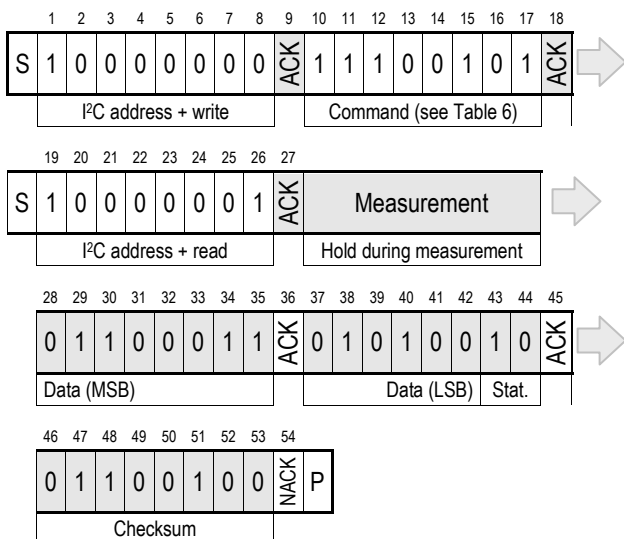 1 2 3 4 5 6 7 8 9 10 11 12 13 14 15 16 17 18
S 1 0 0 0 0 0 0 0 ACK 1 1 1 0 0 1 0 1 ACK
I²C address + write Command (see Table 6)
19 20 21 22 23 24 25 26 27
S 1 0 0 0 0 0 0 1 ACK Measurement
I²C address + read Hold during measurement
28 29 30 31 32 33 34 35 36 37 38 39 40 41 42 43 44 45
0 1 1 0 0 0 1 1 ACK 0 1 0 1 0 0 1 0 ACK
Data (MSB) Data (LSB) Stat.
46 47 48 49 50 51 52 53 54
0 1 1 0 0 1 0 0 NACK P
Checksum